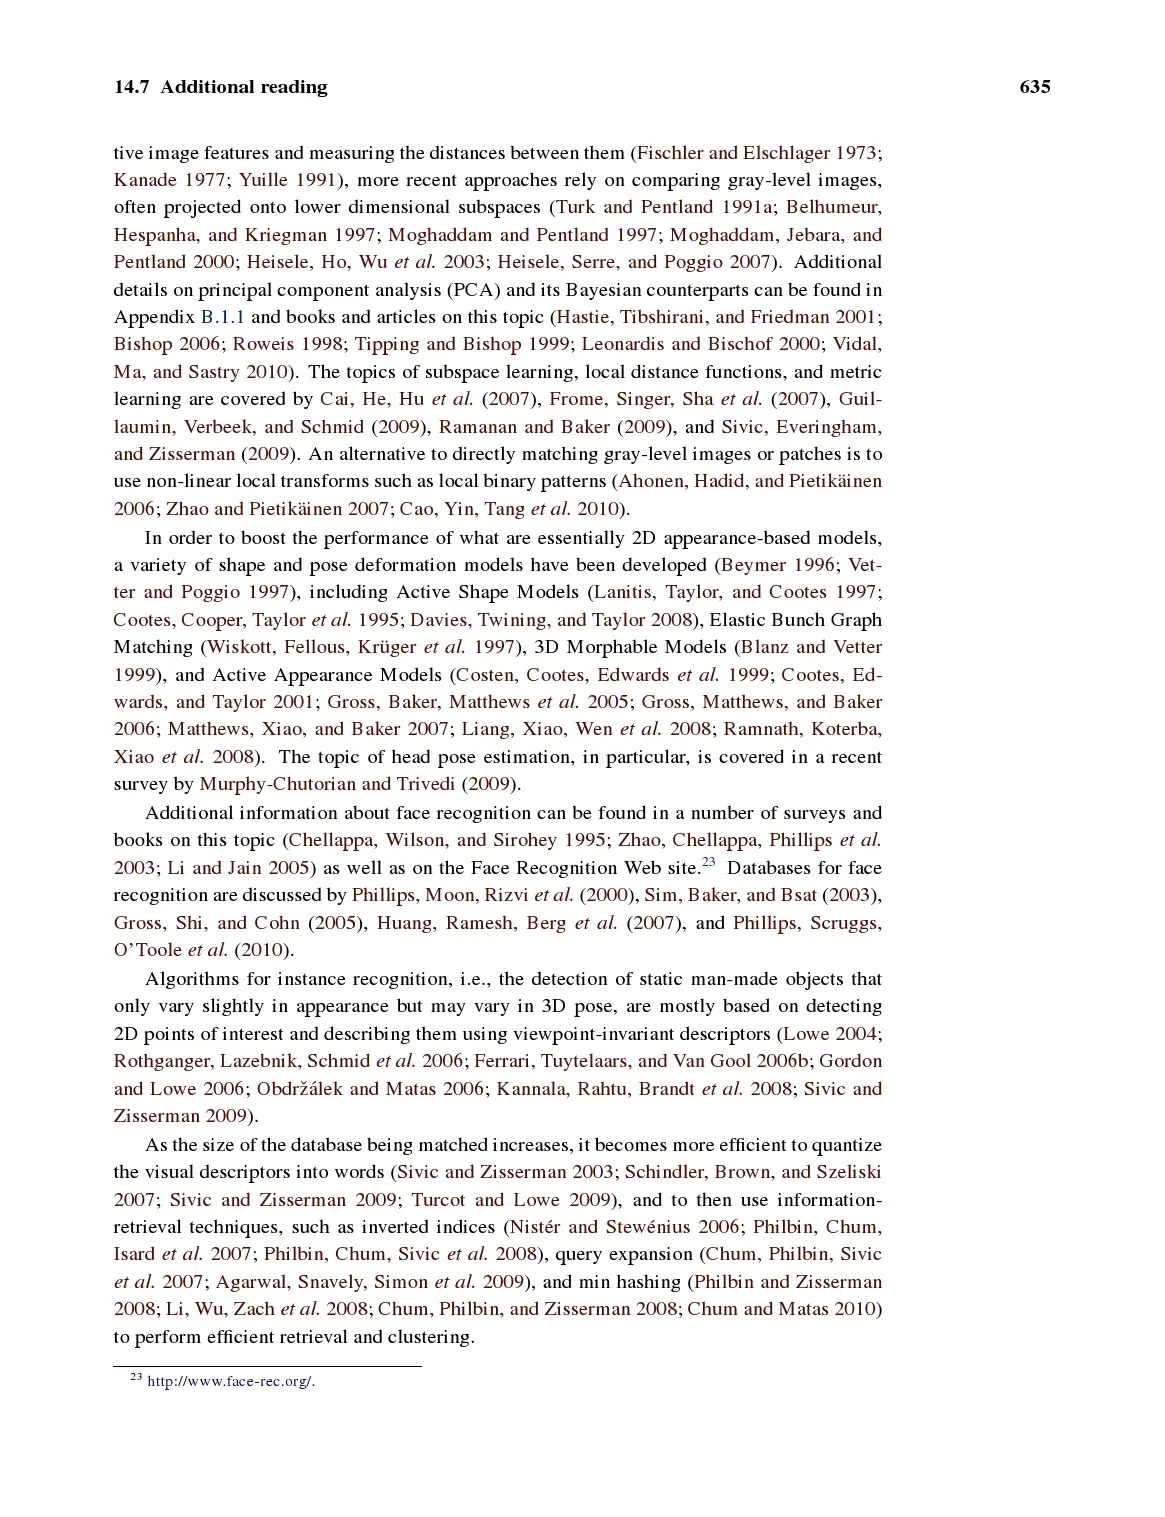 14.7 Additional reading 635
tive image features and measuring the distances between them (Fischler and Elschlager 1973;
Kanade 1977; Yuille 1991), more recent approaches rely on comparing gray-level images,
often projected onto lower dimensional subspaces (Turk and Pentland 1991a; Belhumeur,
Hespanha, and Kriegman 1997; Moghaddam and Pentland 1997; Moghaddam, Jebara, and
Pentland 2000; Heisele, Ho, Wu et al. 2003; Heisele, Serre, and Poggio 2007). Additional
details on principal component analysis (PCA) and its Bayesian counterparts can be found in
Appendix B.1.1 and books and articles on this topic (Hastie, Tibshirani, and Friedman 2001;
Bishop 2006; Roweis 1998; Tipping and Bishop 1999; Leonardis and Bischof 2000; Vidal,
Ma, and Sastry 2010). The topics of subspace learning, local distance functions, and metric
learning are covered by Cai, He, Hu et al. (2007), Frome, Singer, Sha et al. (2007), Guil-
laumin, Verbeek, and Schmid (2009), Ramanan and Baker (2009), and Sivic, Everingham,
and Zisserman (2009). An alternative to directly matching gray-level images or patches is to
use non-linear local transforms such as local binary patterns (Ahonen, Hadid, and Pietikäinen
2006; Zhao and Pietikäinen 2007; Cao, Yin, Tang et al. 2010).
In order to boost the performance of what are essentially 2D appearance-based models,
a variety of shape and pose deformation models have been developed (Beymer 1996; Vet-
ter and Poggio 1997), including Active Shape Models (Lanitis, Taylor, and Cootes 1997;
Cootes, Cooper, Taylor et al. 1995; Davies, Twining, and Taylor 2008), Elastic Bunch Graph
Matching (Wiskott, Fellous, Krüger et al. 1997), 3D Morphable Models (Blanz and Vetter
1999), and Active Appearance Models (Costen, Cootes, Edwards et al. 1999; Cootes, Ed-
wards, and Taylor 2001; Gross, Baker, Matthews et al. 2005; Gross, Matthews, and Baker
2006; Matthews, Xiao, and Baker 2007; Liang, Xiao, Wen et al. 2008; Ramnath, Koterba,
Xiao et al. 2008). The topic of head pose estimation, in particular, is covered in a recent
survey by Murphy-Chutorian and Trivedi (2009).
Additional information about face recognition can be found in a number of surveys and
books on this topic (Chellappa, Wilson, and Sirohey 1995; Zhao, Chellappa, Phillips et al.
2003; Li and Jain 2005) as well as on the Face Recognition Web site.23 Databases for face
recognition are discussed by Phillips, Moon, Rizvi et al. (2000), Sim, Baker, and Bsat (2003),
Gross, Shi, and Cohn (2005), Huang, Ramesh, Berg et al. (2007), and Phillips, Scruggs,
O’Toole et al. (2010).
Algorithms for instance recognition, i.e., the detection of static man-made objects that
only vary slightly in appearance but may vary in 3D pose, are mostly based on detecting
2D points of interest and describing them using viewpoint-invariant descriptors (Lowe 2004;
Rothganger, Lazebnik, Schmid et al. 2006; Ferrari, Tuytelaars, and Van Gool 2006b; Gordon
and Lowe 2006; Obdržálek and Matas 2006; Kannala, Rahtu, Brandt et al. 2008; Sivic and
Zisserman 2009).
As the size of the database being matched increases, it becomes more efficient to quantize
the visual descriptors into words (Sivic and Zisserman 2003; Schindler, Brown, and Szeliski
2007; Sivic and Zisserman 2009; Turcot and Lowe 2009), and to then use information-
retrieval techniques, such as inverted indices (Nistér and Stewénius 2006; Philbin, Chum,
Isard et al. 2007; Philbin, Chum, Sivic et al. 2008), query expansion (Chum, Philbin, Sivic
et al. 2007; Agarwal, Snavely, Simon et al. 2009), and min hashing (Philbin and Zisserman
2008; Li, Wu, Zach et al. 2008; Chum, Philbin, and Zisserman 2008; Chum and Matas 2010)
to perform efficient retrieval and clustering.
23 http://www.face-rec.org/.